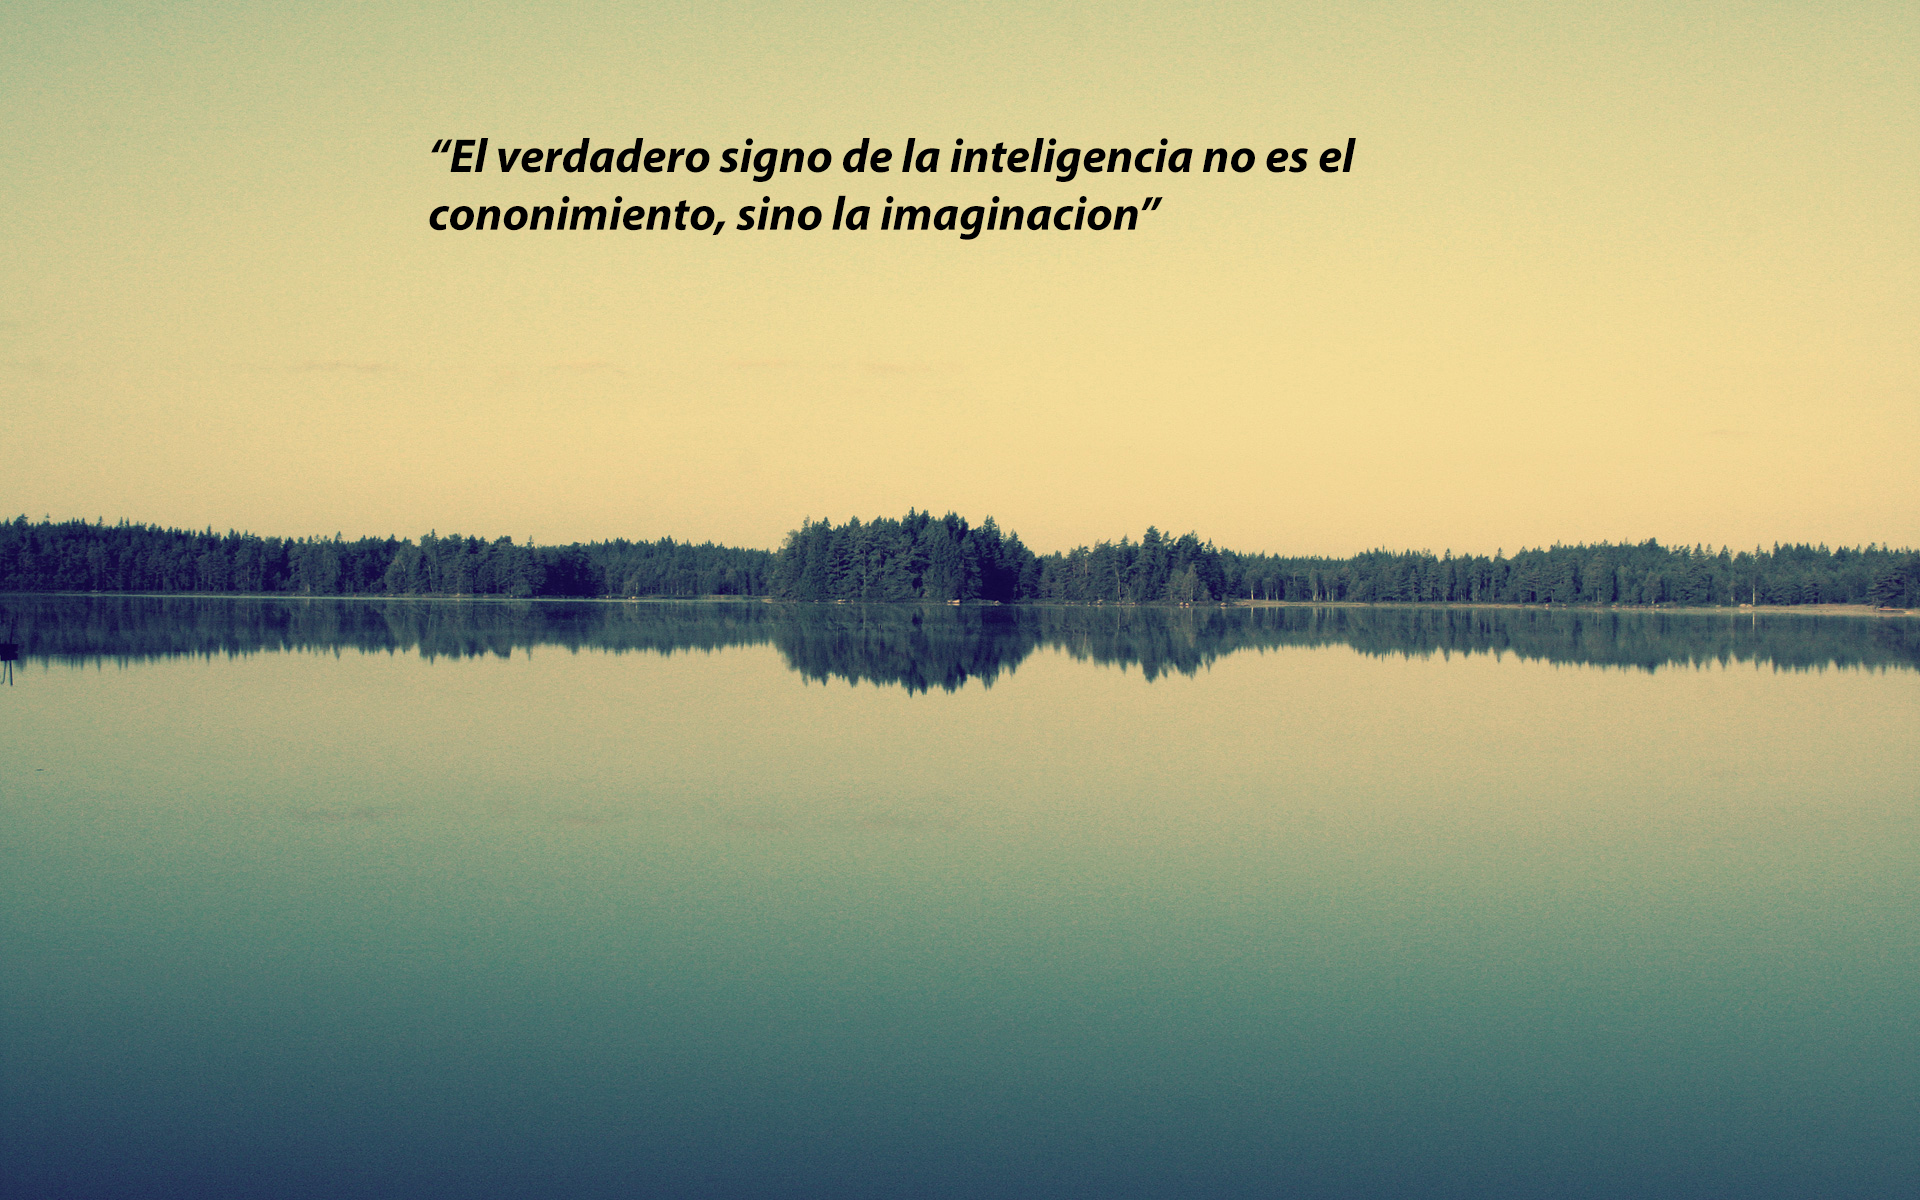 “El verdadero signo de la inteligencia no es el
cononimiento, sino la imaginacion”